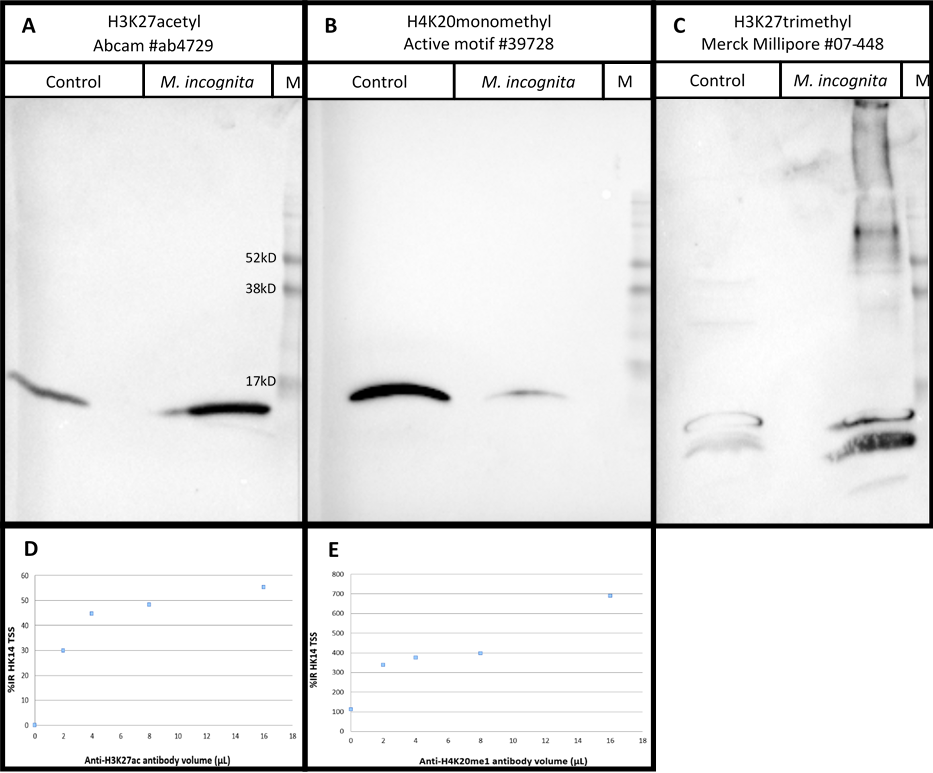 A
H3K27acetyl
Abcam #ab4729
Control
M. incognita
M
52kD
38kD
17kD
B
H4K20monomethyl
Active motif #39728
Control
M. incognita
M
C
H3K27trimethyl
Merck Millipore #07-448
Control
M. incognita
M
D
%IR HK14 TSS
60
50
40
30
20
10
0
0 2 4 6 8 10 12 14 16 18
Anti-H3K27ac antibody volume (µL)
E
%IR HK14 TSS
800
700
600
500
400
300
200
100
0
0 2 4 6 8 10 12 14 16 18
Anti-H4K20me1 antibody volume (µL)